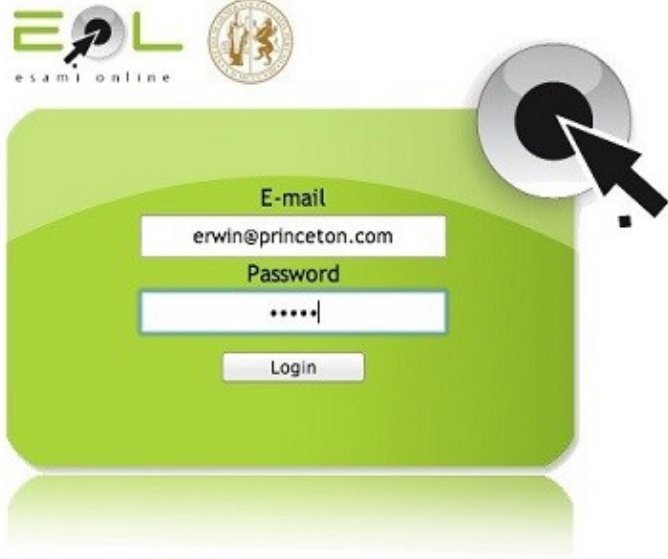 EOL
esami online
E-mail
erwin@princeton.com
Password
•••••
Login